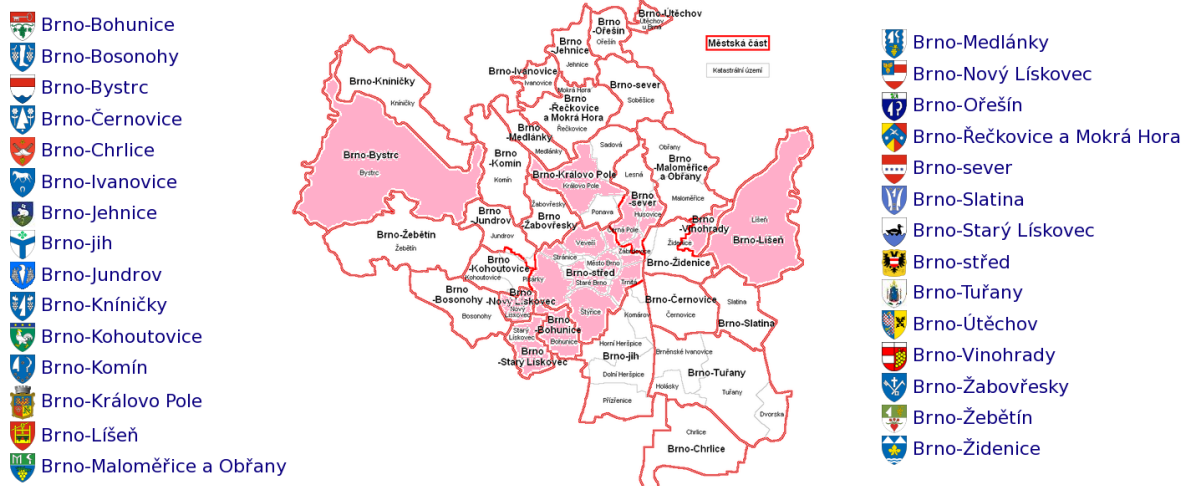 Brno-Bohunice
Brno-Bosonohy
Brno-Bystrc
Brno-Černovice
Brno-Chrlice
Brno-Ivanovice
Brno-Jehnice
Brno-jih
Brno-Jundrov
Brno-Kníničky
Brno-Kohoutovice
Brno-Komín
Brno-Královo Pole
Brno-Líšeň
Brno-Maloměřice a Obřany
Brno-Útěchov
Útěchov
u Brna
Brno
-Ořešín
Ořešín
Brno
-Jehnice
Jehnice
Městská část
Katastrální území
Brno-Ivanovice
Ivanovice
Brno-Kníničky
Kníničky
Mokrá Hora
Brno
-Řečkovice
a Mokrá Hora
Řečkovice
Brno-sever
Soběšice
Brno
-Medlánky
Medlánky
Sadová
Obřany
Brno
-Maloměřice
a Obřany
Maloměřice
Brno-Bystrc
Bystrc
Brno
-Komín
Komín
Brno-Královo Pole
Královo Pole
Lesná
Brno
-sever
Husovice
Žabovřesky
Brno
-Žabovřesky
Ponava
Černá Pole
Brno
-Jundrov
Jundrov
Brno
-Vinohrady
Židenice
Líšeň
Brno-Líšeň
Brno-Žebětín
Žebětín
Veveří
Zábrdovice
Stránice
Město Brno
Brno-střed
Staré Brno
Trnitá
Brno-Židenice
Brno
-Kohoutovice
Kohoutovice
Pisárky
Brno
-Bosonohy
Bosonohy
Brno
-Nový Lískovec
Nový
Lískovec
Štýřice
Komárov
Brno-Černovice
Černovice
Slatina
Brno-Slatina
Starý
Lískovec
Brno
-Bohunice
Bohunice
Brno
-Starý Lískovec
Horní Heršpice
Brno-jih
Dolní Heršpice
Přízřenice
Brněnské Ivanovice
Brno-Tuřany
Holásky
Tuřany
Dvorska
Chrlice
Brno-Chrlice
Brno-Medlánky
Brno-Nový Lískovec
Brno-Ořešín
Brno-Řečkovice a Mokrá Hora
Brno-sever
Brno-Slatina
Brno-Starý Lískovec
Brno-střed
Brno-Tuřany
Brno-Útěchov
Brno-Vinohrady
Brno-Žabovřesky
Brno-Žebětín
Brno-Židenice